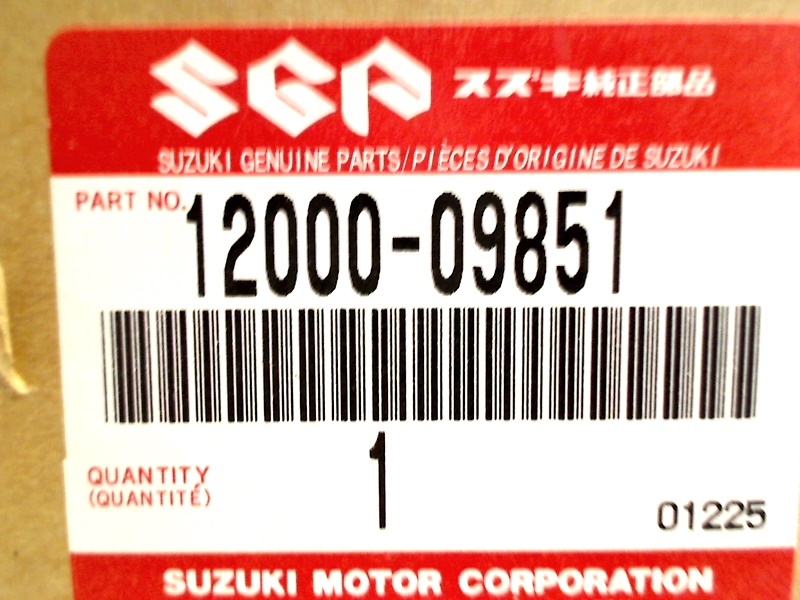 SGP スズキ純正部品
SUZUKI GENUINE PARTS/PIÈCES D'ORIGINE DE SUZUKI
PART NO. 12000-09851
QUANTITY 1
(QUANTITÉ) 01225
SUZUKI MOTOR CORPORATION